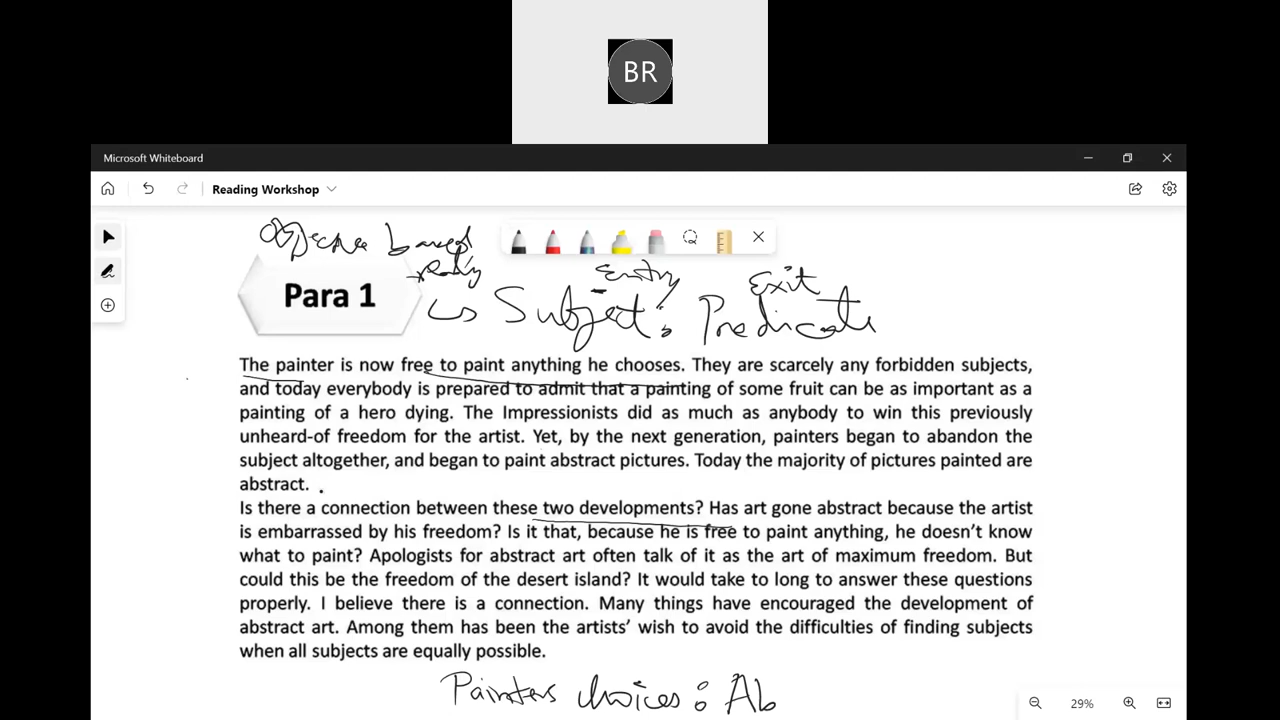 BR
Microsoft Whiteboard
Reading Workshop
Objective based
Entry
Exit
Para 1
Subject : Predicate
The painter is now free to paint anything he chooses. They are scarcely any forbidden subjects,
and today everybody is prepared to admit that a painting of some fruit can be as important as a
painting of a hero dying. The Impressionists did as much as anybody to win this previously
unheard-of freedom for the artist. Yet, by the next generation, painters began to abandon the
subject altogether, and began to paint abstract pictures. Today the majority of pictures painted are
abstract.
Is there a connection between these two developments? Has art gone abstract because the artist
is embarrassed by his freedom? Is it that, because he is free to paint anything, he doesn't know
what to paint? Apologists for abstract art often talk of it as the art of maximum freedom. But
could this be the freedom of the desert island? It would take to long to answer these questions
properly. I believe there is a connection. Many things have encouraged the development of
abstract art. Among them has been the artists' wish to avoid the difficulties of finding subjects
when all subjects are equally possible.
Painters choices : Ab
29%